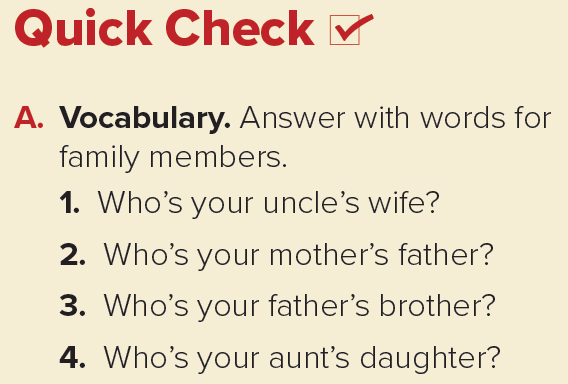 Quick Check
A. Vocabulary. Answer with words for
family members.
1. Who’s your uncle’s wife?
2. Who’s your mother’s father?
3. Who’s your father’s brother?
4. Who’s your aunt’s daughter?